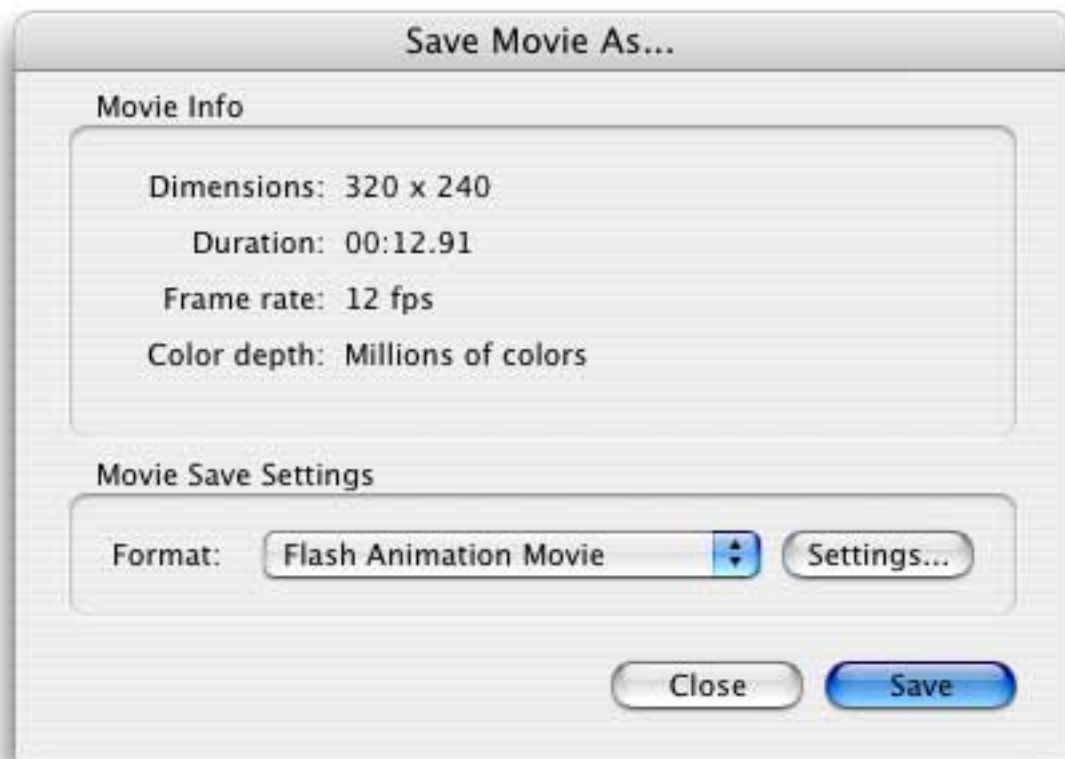 Save Movie As...
Movie Info
Dimensions: 320 x 240
Duration: 00:12.91
Frame rate: 12 fps
Color depth: Millions of colors
Movie Save Settings
Format: Flash Animation Movie Settings...
Close Save